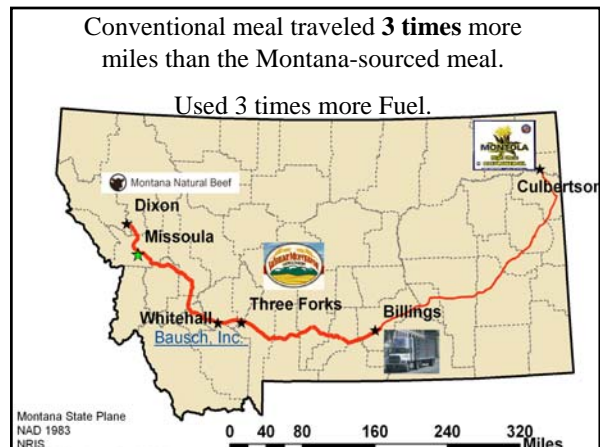 Conventional meal traveled 3 times more
miles than the Montana-sourced meal.
Used 3 times more Fuel.
MONTOLA
Culbertson
Montana Natural Beef
Dixon
Missoula
Three Forks
Billings
Whitehall
Bausch, Inc.
Montana State Plane
NAD 1983
NRIS
0 40 80 160 240 320
Miles